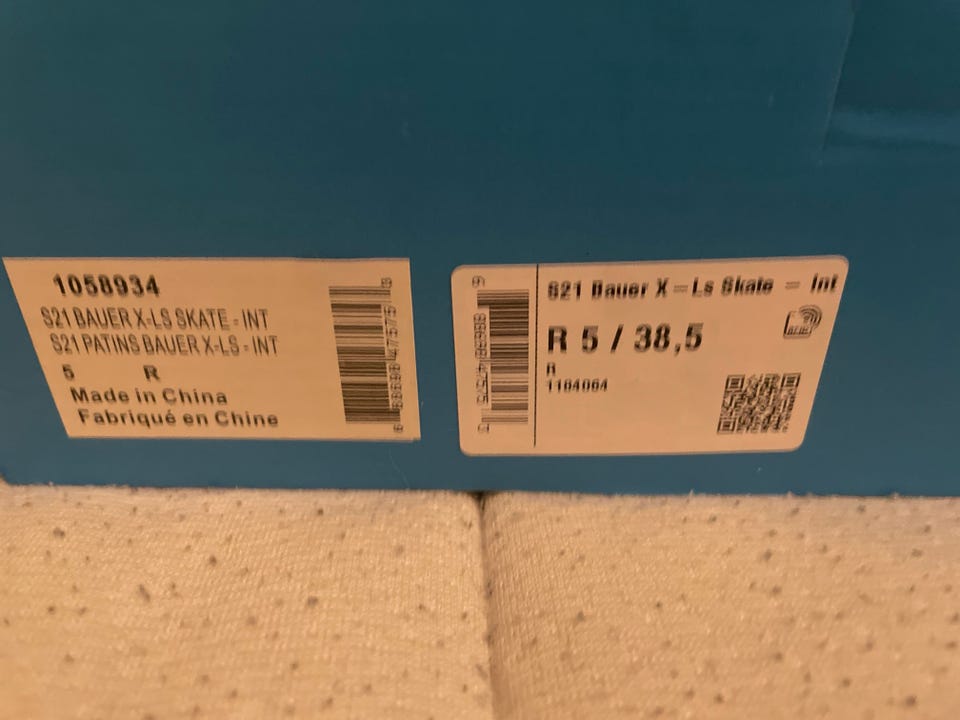 1058934
S21 BAUER X-LS SKATE - INT
S21 PATINS BAUER X-LS - INT
5 R
Made in China
Fabriqué en Chine
S21 Bauer X - Ls Skate - Int
R 5 / 38,5
R
1104064